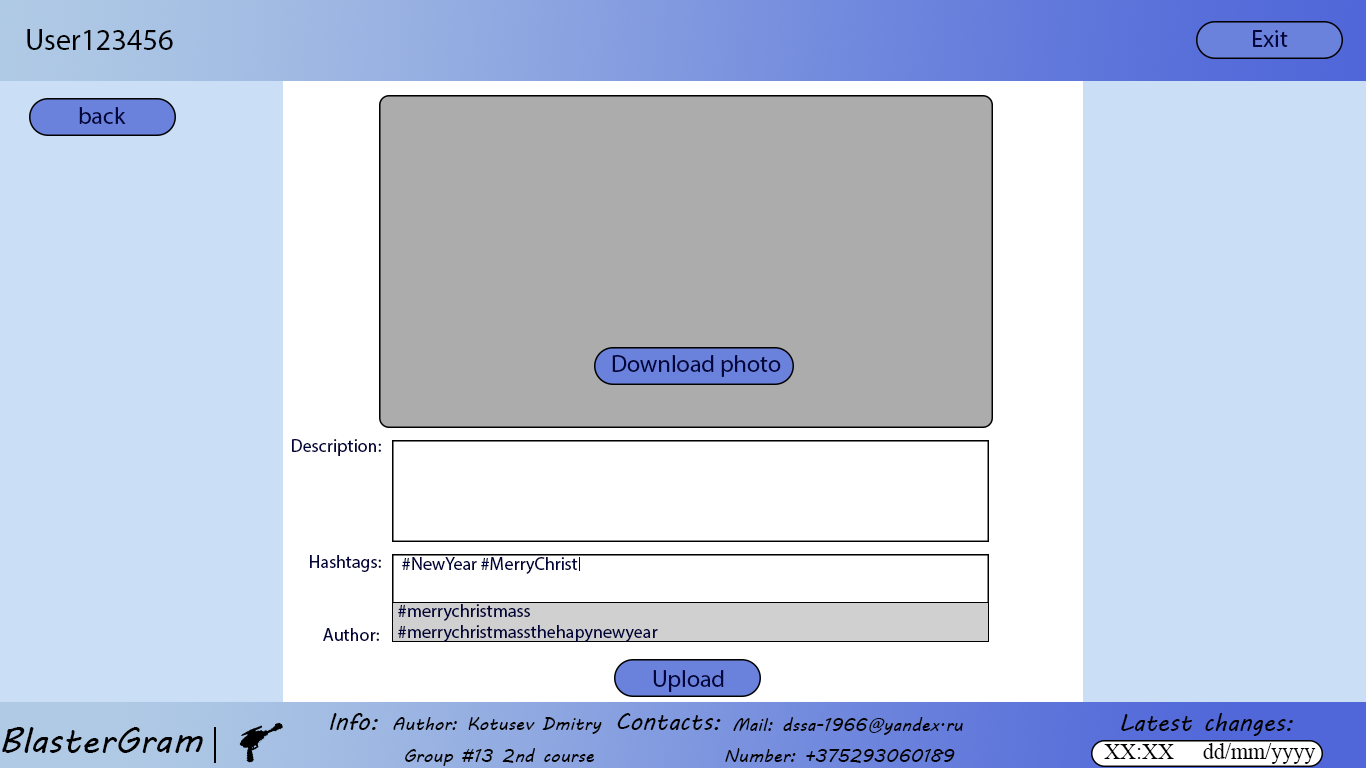 User123456
Exit
back
Download photo
Description:
Hashtags:
#NewYear #MerryChrist
#merrychristmass
#merrychristmassthehapynewyear
Author:
Upload
BlasterGram
Info: Author: Kotusev Dmitry
Group #13 2nd course
Contacts: Mail: dssa-1966@yandex.ru
Number: +375293060189
Latest changes:
XX:XX dd/mm/yyyy